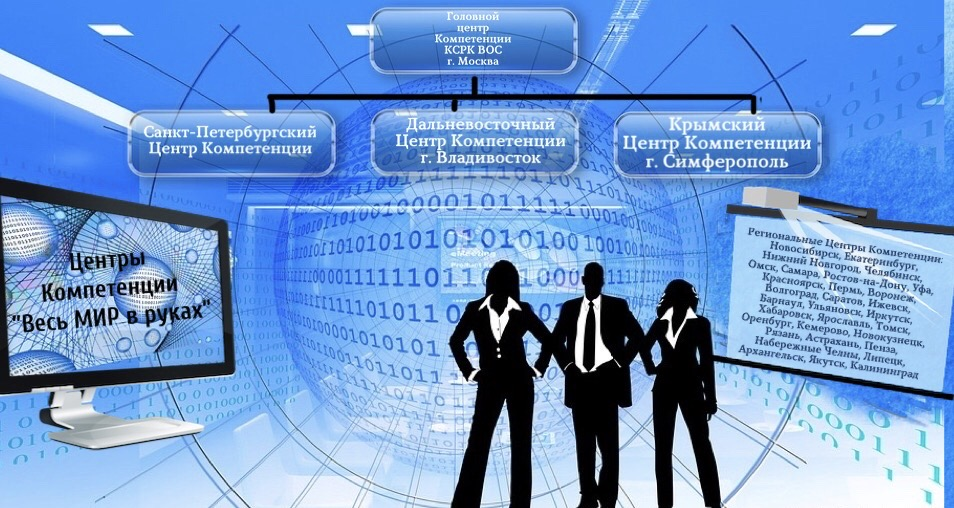 Головной
центр
Компетенции
КСРК ВОС
г. Москва
Санкт-Петербургский
Центр Компетенции
Дальневосточный
Центр Компетенции
г. Владивосток
Крымский
Центр Компетенции
г. Симферополь
Центры
Компетенции
"Весь МИР в руках"
Региональные Центры Компетенции:
Новосибирск, Екатеринбург,
Нижний Новгород, Челябинск,
Омск, Самара, Ростов-на-Дону, Уфа,
Красноярск, Пермь, Воронеж,
Волгоград, Саратов, Ижевск,
Барнаул, Ульяновск, Иркутск,
Хабаровск, Ярославль, Томск,
Оренбург, Кемерово, Новокузнецк,
Рязань, Астрахань, Пенза,
Набережные Челны, Липецк,
Архангельск, Якутск, Калининград